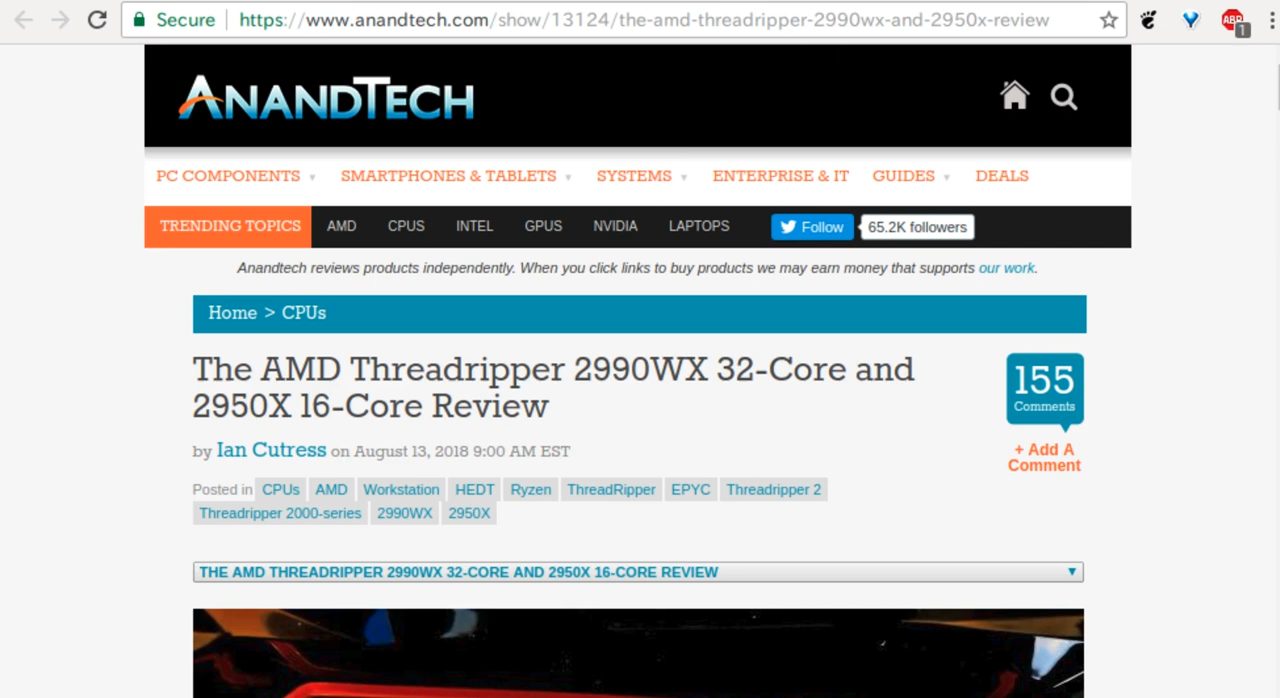 Secure https://www.anandtech.com/show/13124/the-amd-threadripper-2990wx-and-2950x-review
ABP
1
ANANDTECH
PC COMPONENTS SMARTPHONES & TABLETS SYSTEMS ENTERPRISE & IT GUIDES DEALS
TRENDING TOPICS AMD CPUS INTEL GPUS NVIDIA LAPTOPS Follow 65.2K followers
Anandtech reviews products independently. When you click links to buy products we may earn money that supports our work.
Home > CPUs
The AMD Threadripper 2990WX 32-Core and
2950X 16-Core Review
155
Comments
by Ian Cutress on August 13, 2018 9:00 AM EST
+ Add A
Comment
Posted in CPUs AMD Workstation HEDT Ryzen ThreadRipper EPYC Threadripper 2
Threadripper 2000-series 2990WX 2950X
THE AMD THREADRIPPER 2990WX 32-CORE AND 2950X 16-CORE REVIEW